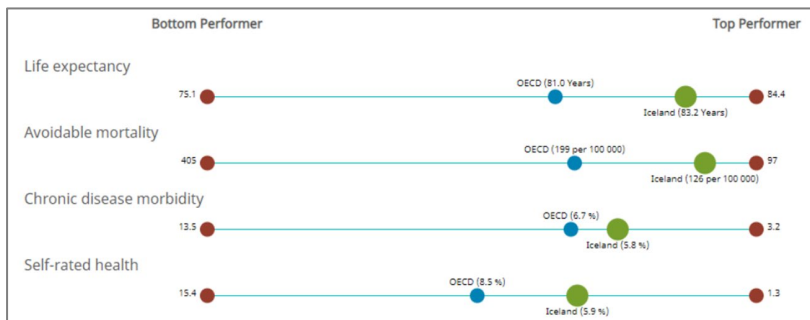 Bottom Performer Top Performer
Life expectancy
OECD (81.0 Years)
75.1 84.4
Iceland (83.2 Years)
Avoidable mortality
OECD (199 per 100 000)
405 97
Iceland (126 per 100 000)
Chronic disease morbidity
OECD (6.7 %)
13.5 3.2
Iceland (5.8 %)
Self-rated health
OECD (8.5 %)
15.4 1.3
Iceland (5.9 %)